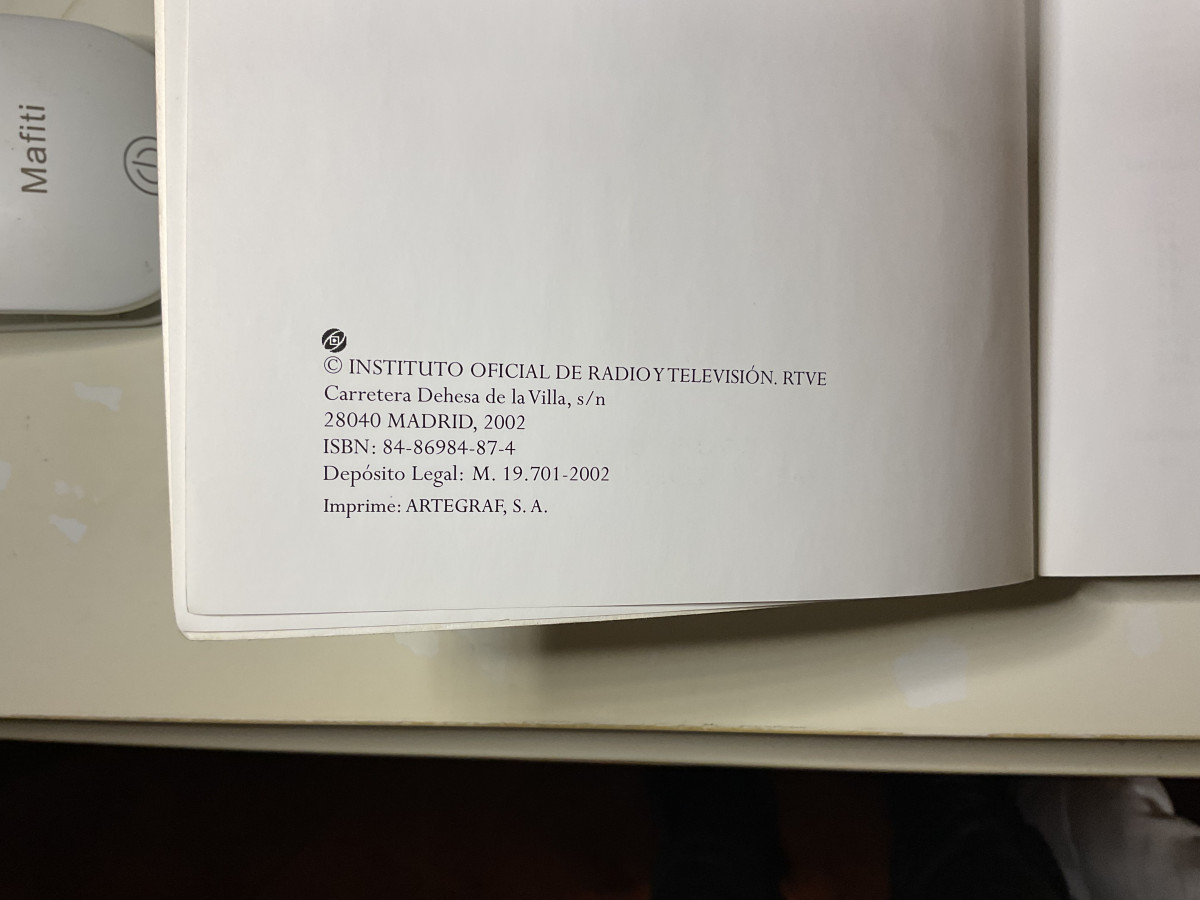 Mafiti
© INSTITUTO OFICIAL DE RADIO Y TELEVISIÓN. RTVE
Carretera Dehesa de la Villa, s/n
28040 MADRID, 2002
ISBN: 84-86984-87-4
Depósito Legal: M. 19.701-2002
Imprime: ARTEGRAF, S. A.